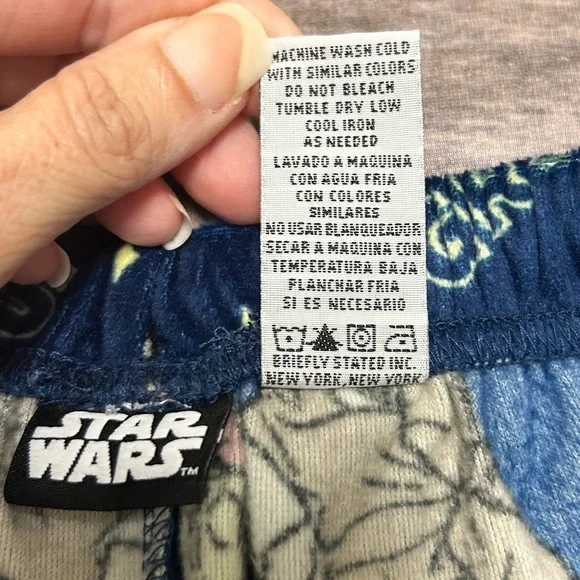 MACHINE WASH COLD
WITH SIMILAR COLORS
DO NOT BLEACH
TUMBLE DRY LOW
COOL IRON
AS NEEDED
LAVADO A MAQUINA
CON AGUA FRIA
CON COLORES
SIMILARES
NO USAR BLANQUEADOR
SECAR A MAQUINA CON
TEMPERATURA BAJA
PLANCHAR FRIA
SI ES NECESARIO
BRIEFLY STATED INC.
NEW YORK, NEW YORK
STAR
WARS
TM